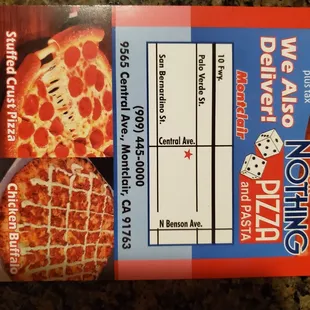 plus tax
We Also
Deliver!
Montclair
NOTHING
PIZZA
and PASTA
10 Fwy.
Palo Verde St.
San Bernardino St.
Central Ave.
N Benson Ave.
(909) 445-0000
9565 Central Ave., Montclair, CA 91763
Stuffed Crust Pizza
Chicken Buffalo